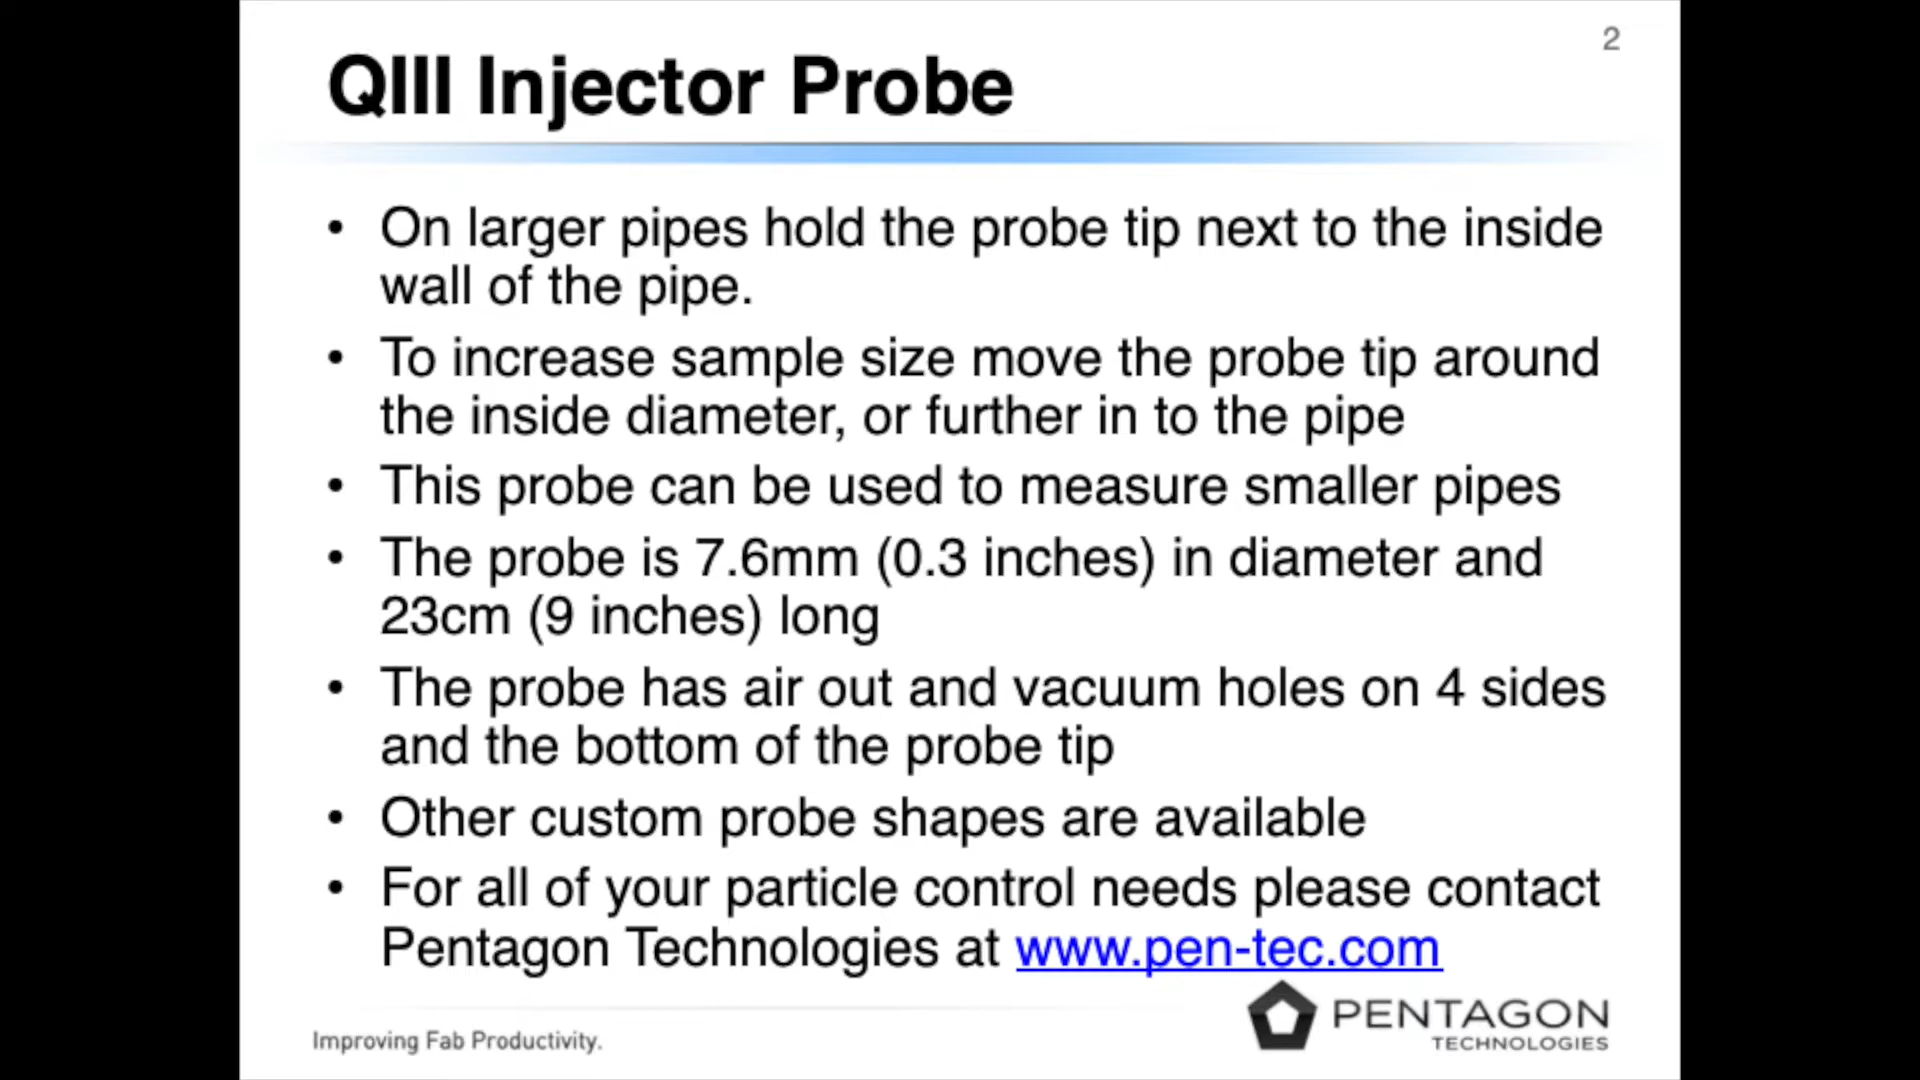 2
QIII Injector Probe
• On larger pipes hold the probe tip next to the inside
wall of the pipe.
• To increase sample size move the probe tip around
the inside diameter, or further in to the pipe
• This probe can be used to measure smaller pipes
• The probe is 7.6mm (0.3 inches) in diameter and
23cm (9 inches) long
• The probe has air out and vacuum holes on 4 sides
and the bottom of the probe tip
• Other custom probe shapes are available
• For all of your particle control needs please contact
Pentagon Technologies at www.pen-tec.com
Improving Fab Productivity.
PENTAGON
TECHNOLOGIES